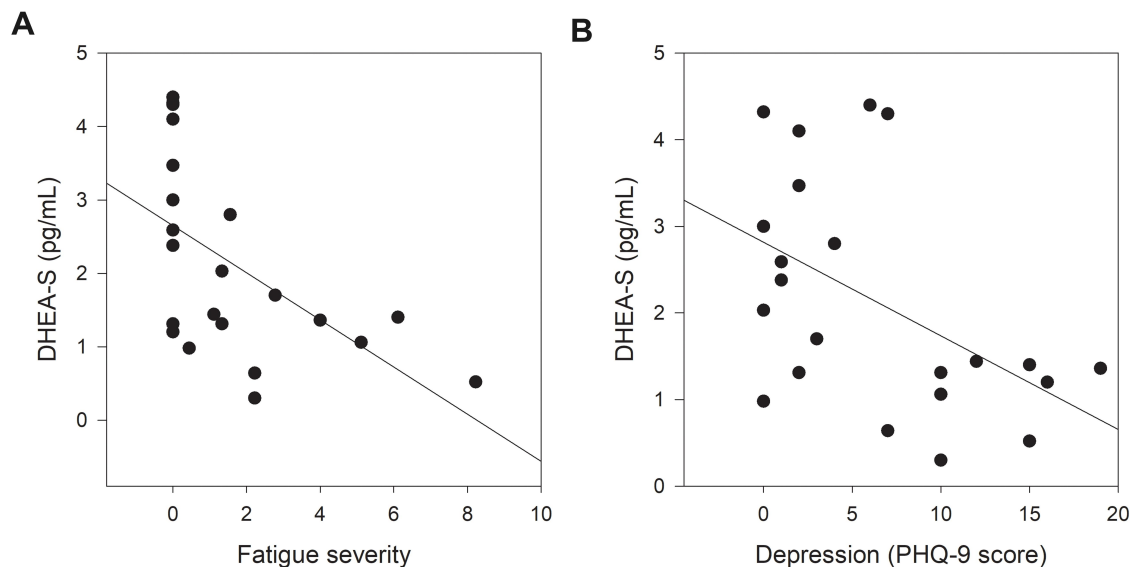 A
5
4
3
2
1
0
DHEA-S (pg/mL)
0 2 4 6 8 10
Fatigue severity
B
5
4
3
2
1
0
DHEA-S (pg/mL)
0 5 10 15 20
Depression (PHQ-9 score)